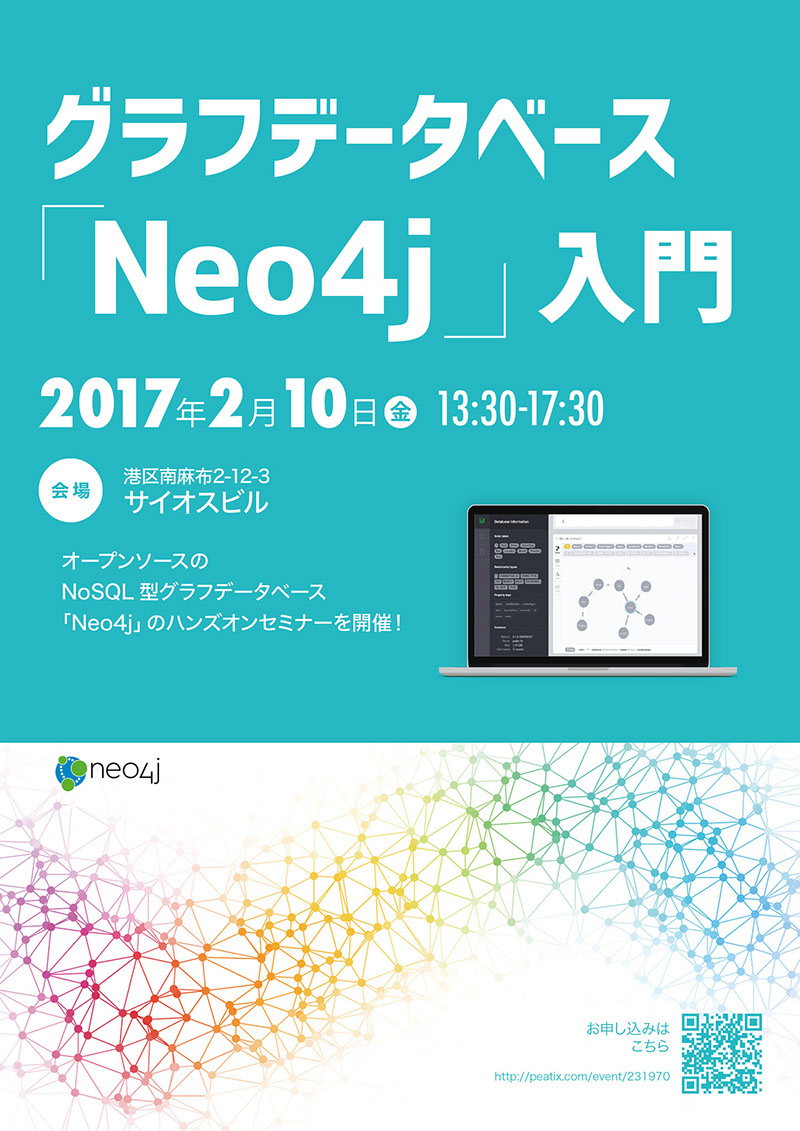 グラフデータベース
「Neo4j」入門
2017年2月10日 金 13:30-17:30
会場
港区南麻布2-12-3
サイオスビル
オープンソースの
NoSQL 型グラフデータベース
「Neo4j」のハンズオンセミナーを開催!
Database Information
neo4j
お申し込みは
こちら
http://peatix.com/event/231970